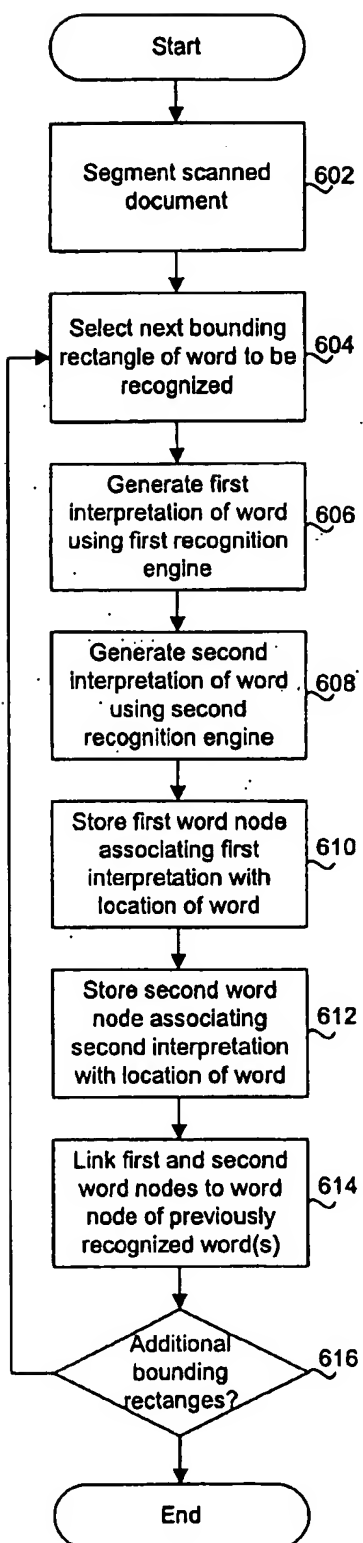 Start
Segment scanned
document
602
Select next bounding
rectangle of word to be
recognized
604
Generate first
interpretation of word
using first recognition
engine
606
Generate second
interpretation of word
using second
recognition engine
608
Store first word node
associating first
interpretation with
location of word
610
Store second word
node associating
second interpretation
with location of word
612
Link first and second
word nodes to word
node of previously
recognized word(s)
614
Additional
bounding
rectanges?
616
End